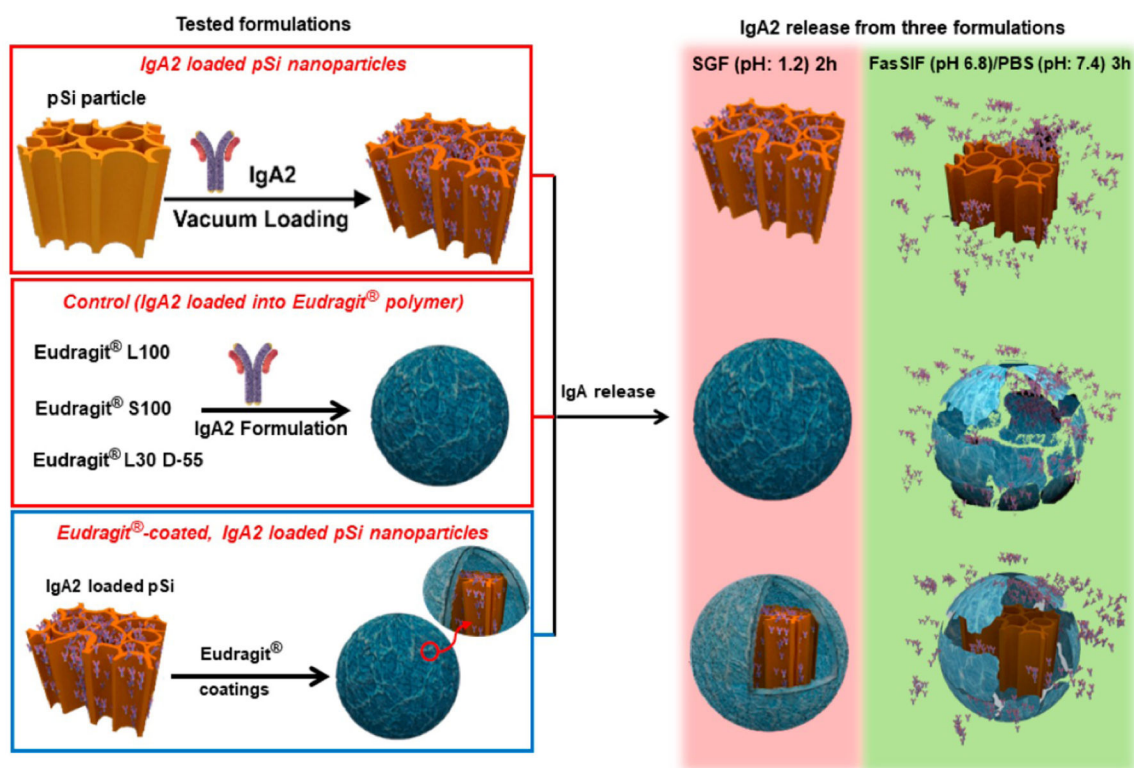 Tested formulations
IgA2 loaded pSi nanoparticles
pSi particle
IgA2
Vacuum Loading
Control (IgA2 loaded into Eudragit® polymer)
Eudragit® L100
Eudragit® S100
Eudragit® L30 D-55
IgA2 Formulation
Eudragit®-coated, IgA2 loaded pSi nanoparticles
IgA2 loaded pSi
Eudragit®
coatings
IgA release
IgA2 release from three formulations
SGF (pH: 1.2) 2h
FasSIF (pH 6.8)/PBS (pH: 7.4) 3h